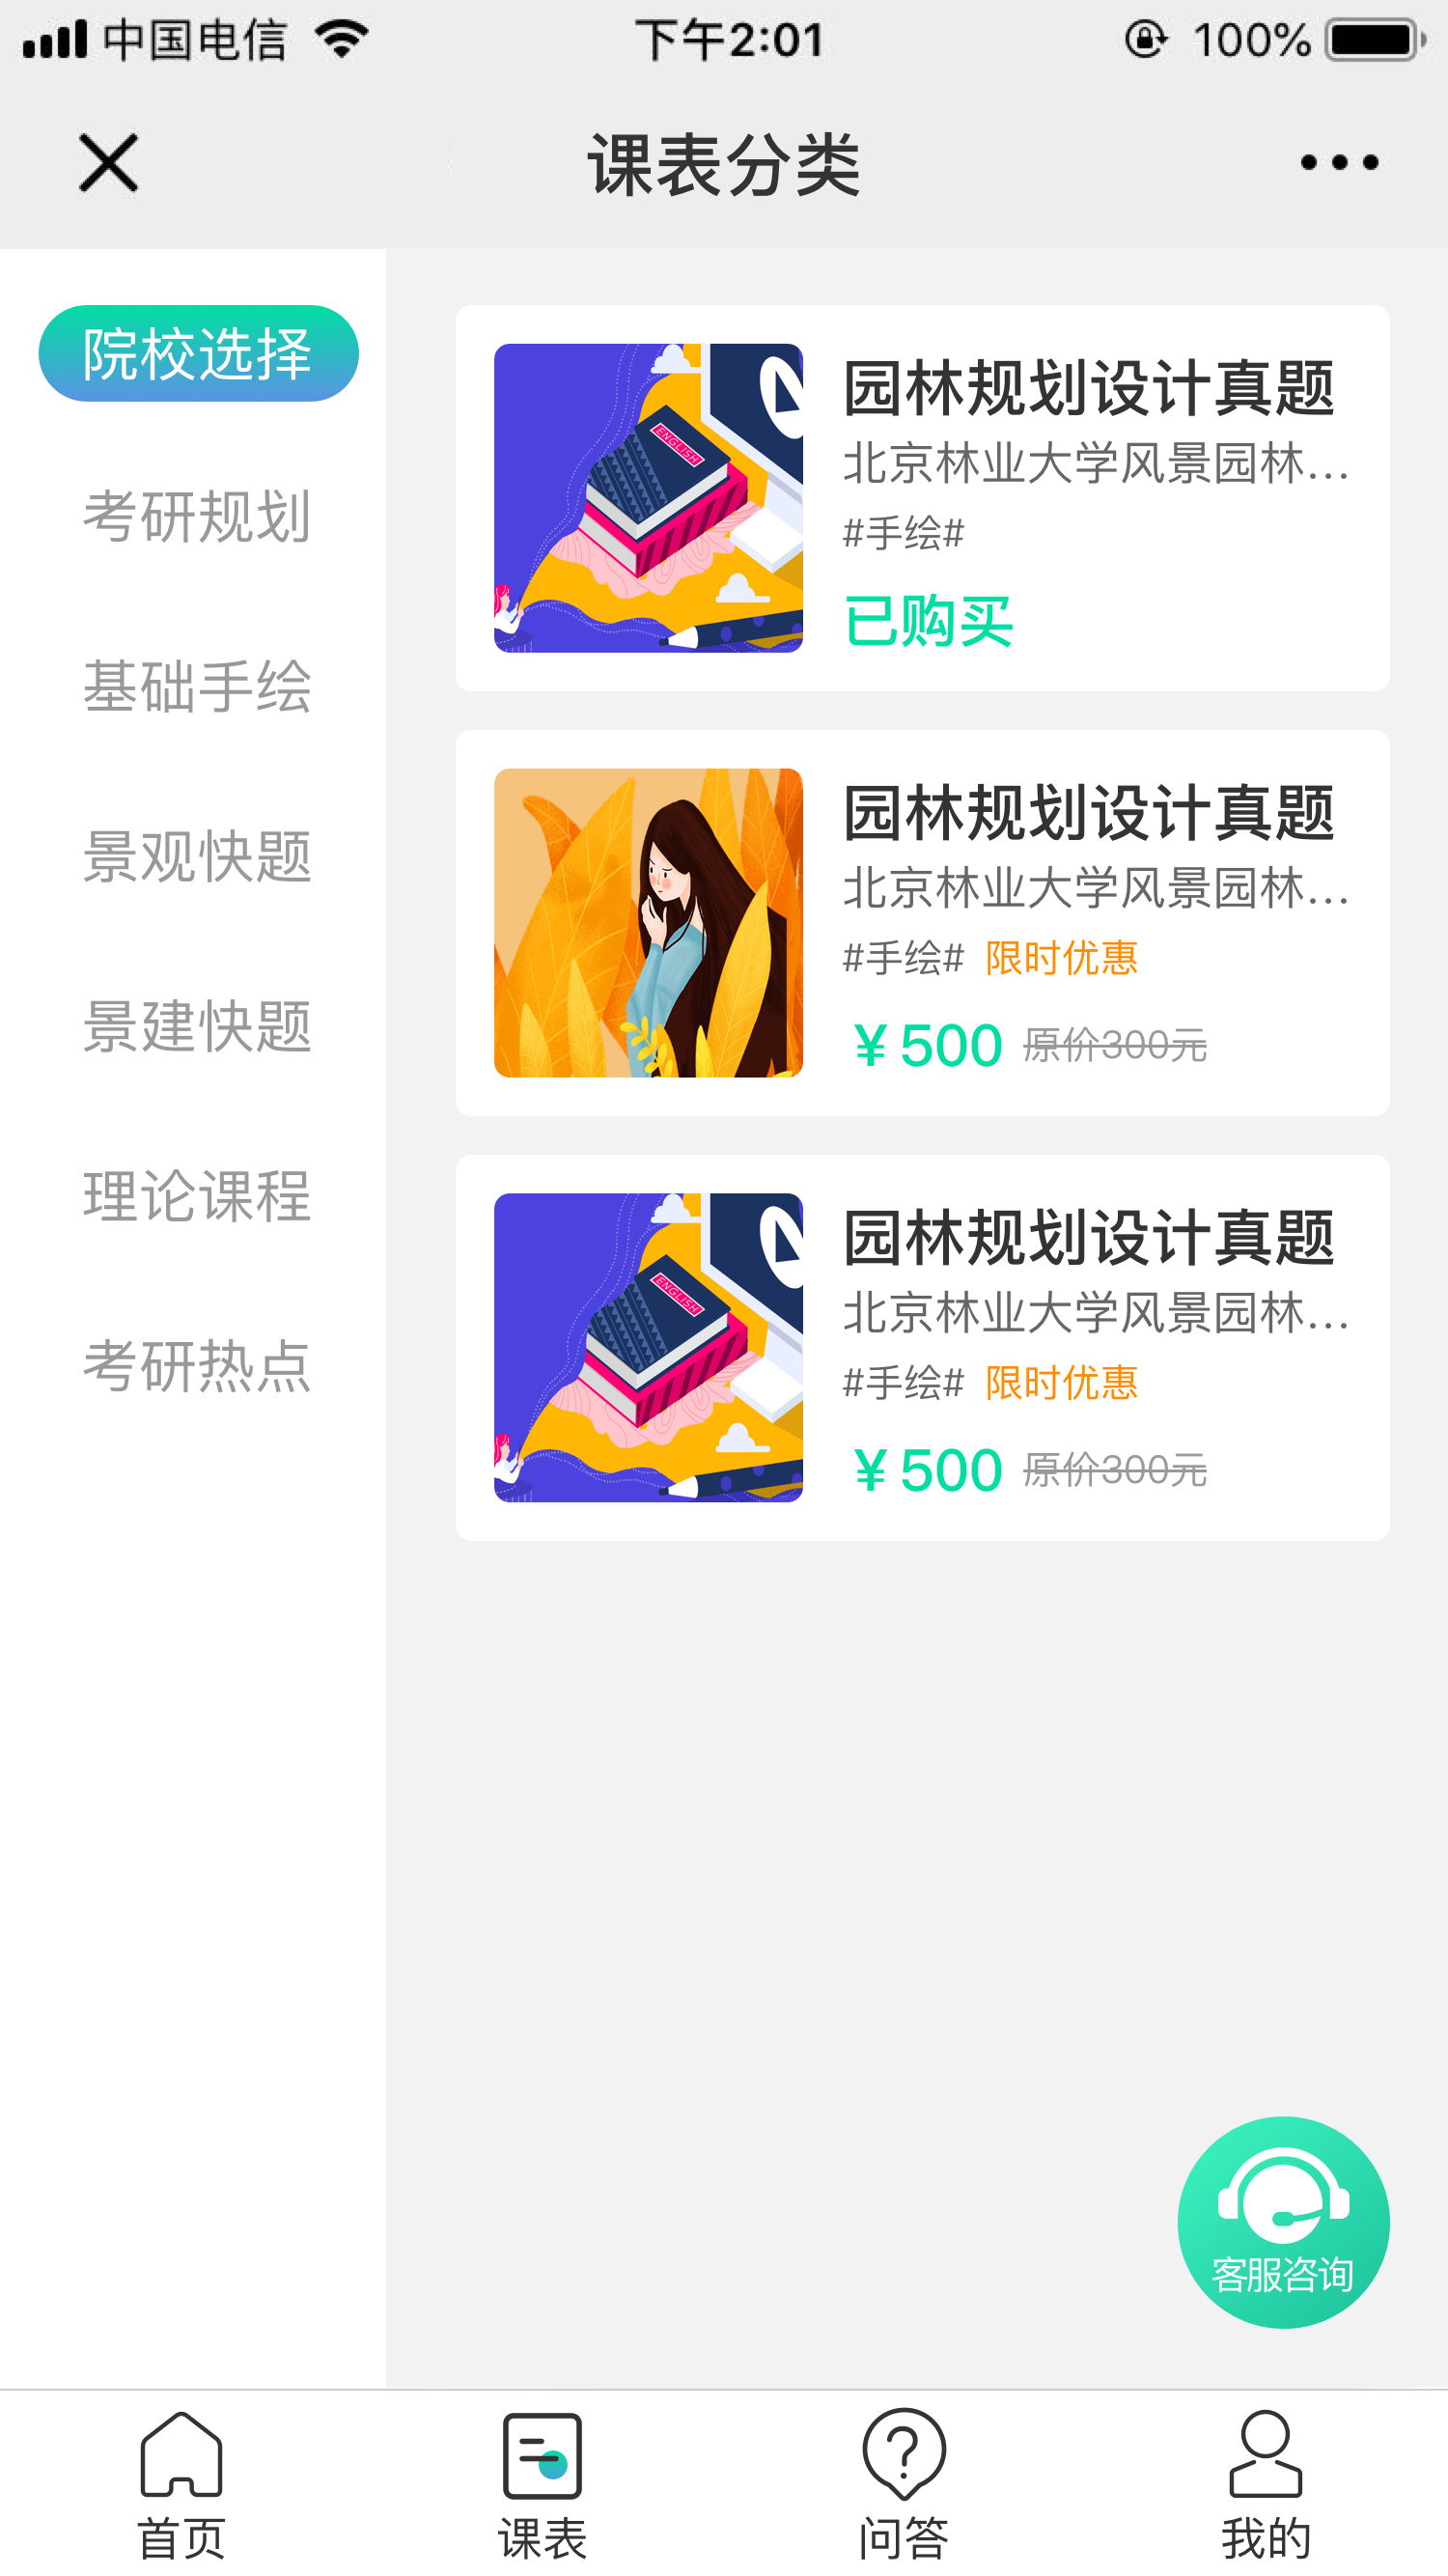 中国电信
下午2:01
100%
课表分类
院校选择
考研规划
基础手绘
景观快题
景建快题
理论课程
考研热点
ENGLISH
园林规划设计真题
北京林业大学风景园林...
#手绘#
已购买
园林规划设计真题
北京林业大学风景园林...
#手绘# 限时优惠
¥500 原价300元
ENGLISH
园林规划设计真题
北京林业大学风景园林...
#手绘# 限时优惠
¥500 原价300元
客服咨询
首页
课表
问答
我的